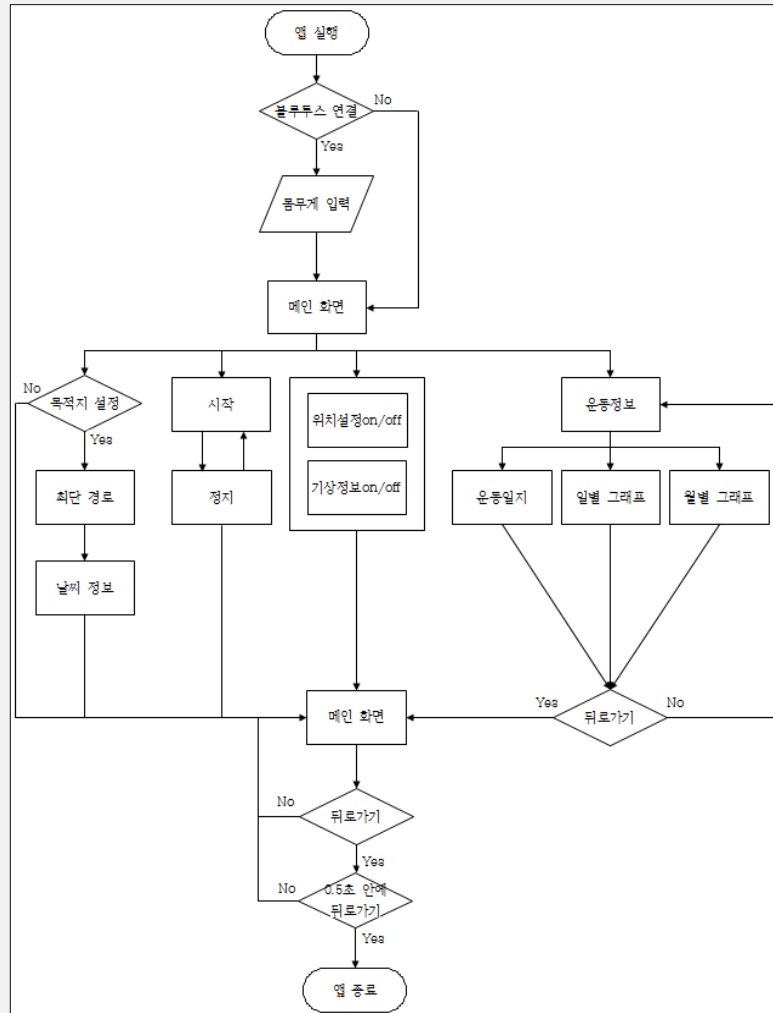 앱 실행
블루투스 연결
No
Yes
몸무게 입력
메인 화면
No
목적지 설정
Yes
시작
위치설정on/off
기상정보on/off
운동정보
최단 경로
정지
운동일지
일별 그래프
월별 그래프
날씨 정보
메인 화면
Yes
뒤로가기
No
No
뒤로가기
Yes
No
0.5초 안에
뒤로가기
Yes
앱 종료